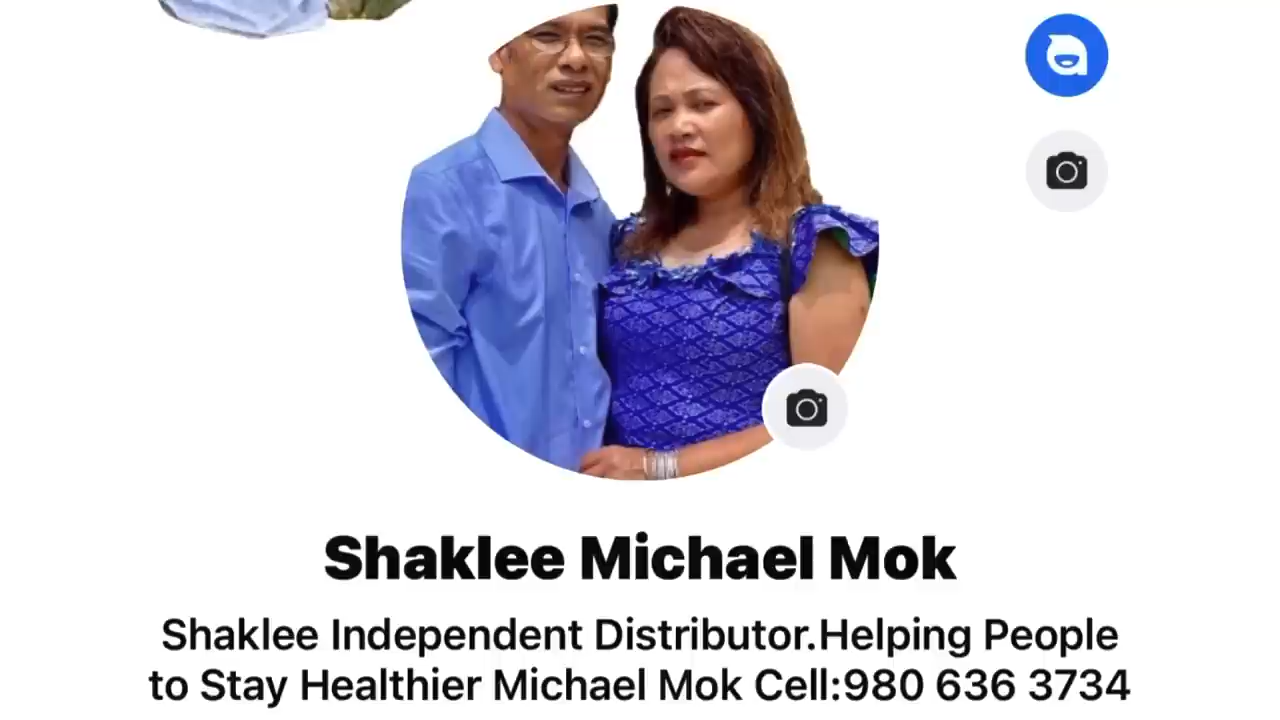 Shaklee Michael Mok
Shaklee Independent Distributor.Helping People
to Stay Healthier Michael Mok Cell:980 636 3734